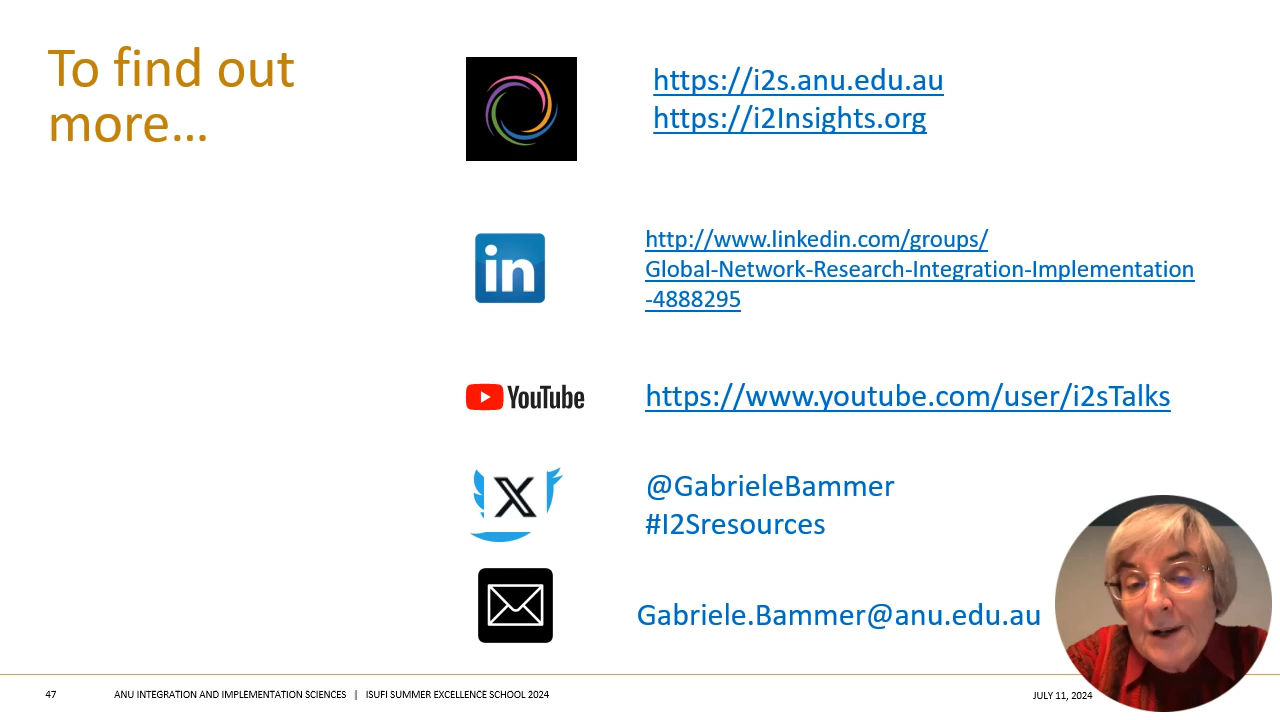 To find out
more...
https://i2s.anu.edu.au
https://i2Insights.org
in
http://www.linkedin.com/groups/
Global-Network-Research-Integration-Implementation
-4888295
YouTube
https://www.youtube.com/user/i2sTalks
X
@GabrieleBammer
#I2Sresources
Gabriele.Bammer@anu.edu.au
47
ANU INTEGRATION AND IMPLEMENTATION SCIENCES | ISUFI SUMMER EXCELLENCE SCHOOL 2024
JULY 11, 2024